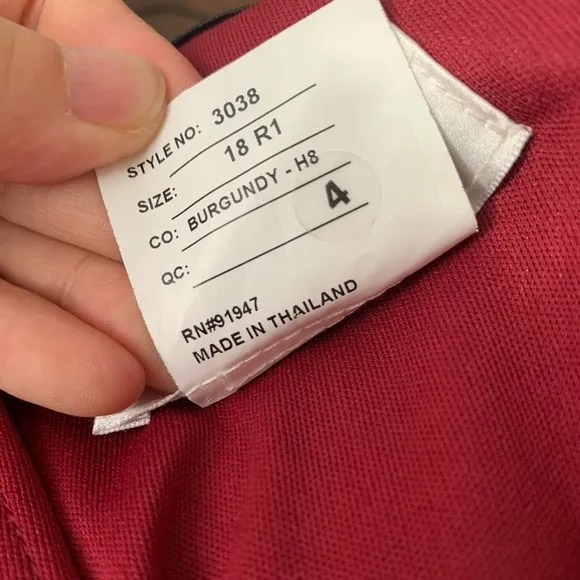 STYLE NO: 3038
SIZE: 18 R1
CO: BURGUNDY - H8
QC: 4
RN#91947
MADE IN THAILAND